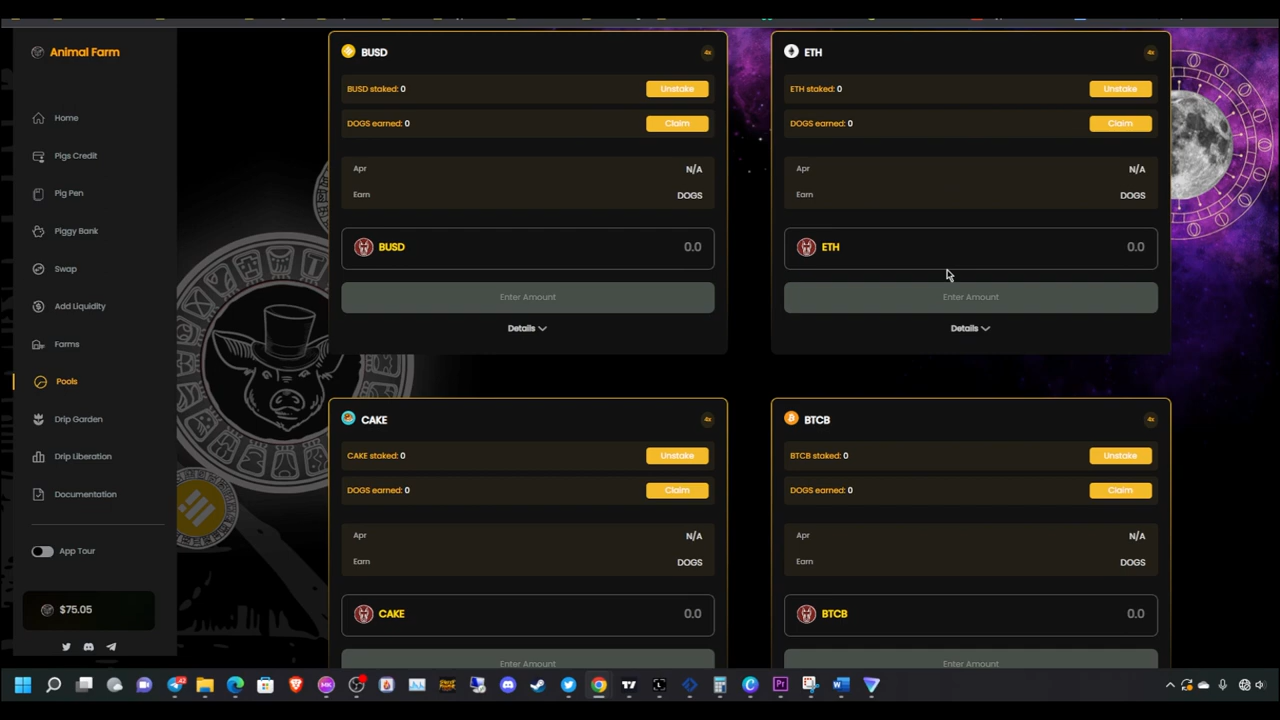 Animal Farm
Home
Pigs Credit
Pig Pen
Piggy Bank
Swap
Add Liquidity
Farms
Pools
Drip Garden
Drip Liberation
Documentation
App Tour
$75.05
BUSD 4x
BUSD staked: 0 Unstake
DOGS earned: 0 Claim
Apr N/A
Earn DOGS
BUSD 0.0
Enter Amount
Details
ETH 4x
ETH staked: 0 Unstake
DOGS earned: 0 Claim
Apr N/A
Earn DOGS
ETH 0.0
Enter Amount
Details
CAKE 4x
CAKE staked: 0 Unstake
DOGS earned: 0 Claim
Apr N/A
Earn DOGS
CAKE 0.0
Enter Amount
BTCB 4x
BTCB staked: 0 Unstake
DOGS earned: 0 Claim
Apr N/A
Earn DOGS
BTCB 0.0
Enter Amount